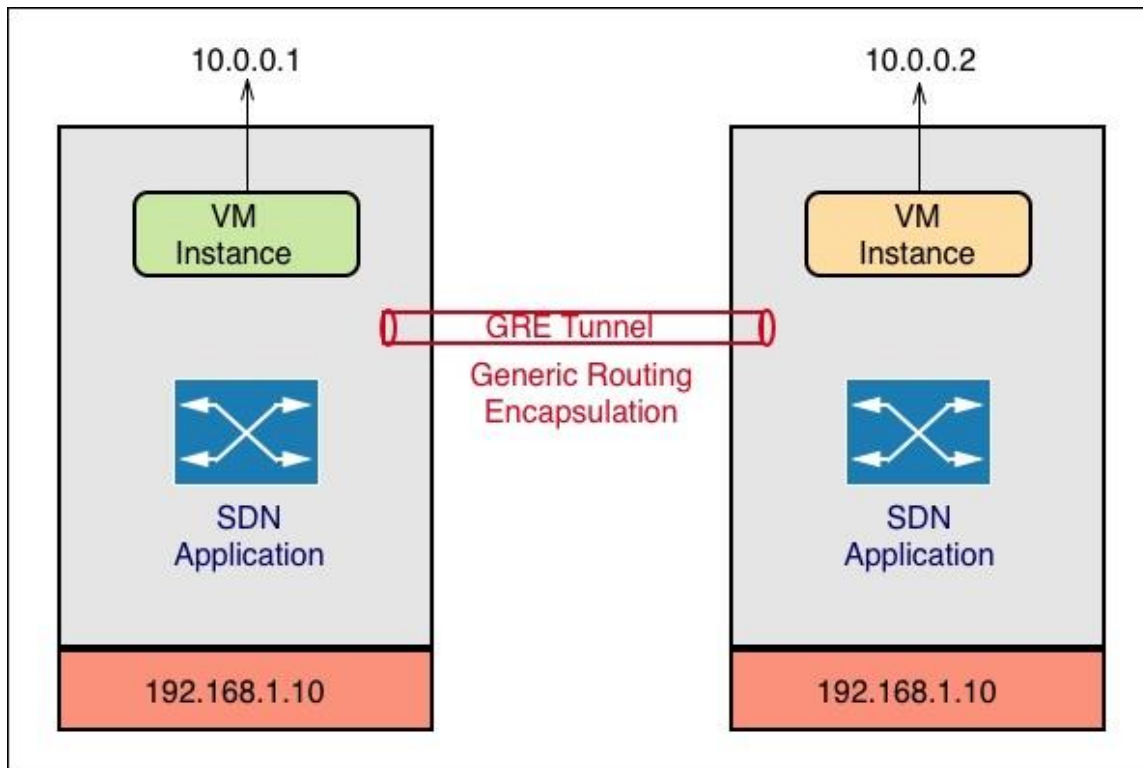 10.0.0.1
10.0.0.2
VM
Instance
VM
Instance
GRE Tunnel
Generic Routing
Encapsulation
SDN
Application
SDN
Application
192.168.1.10
192.168.1.10